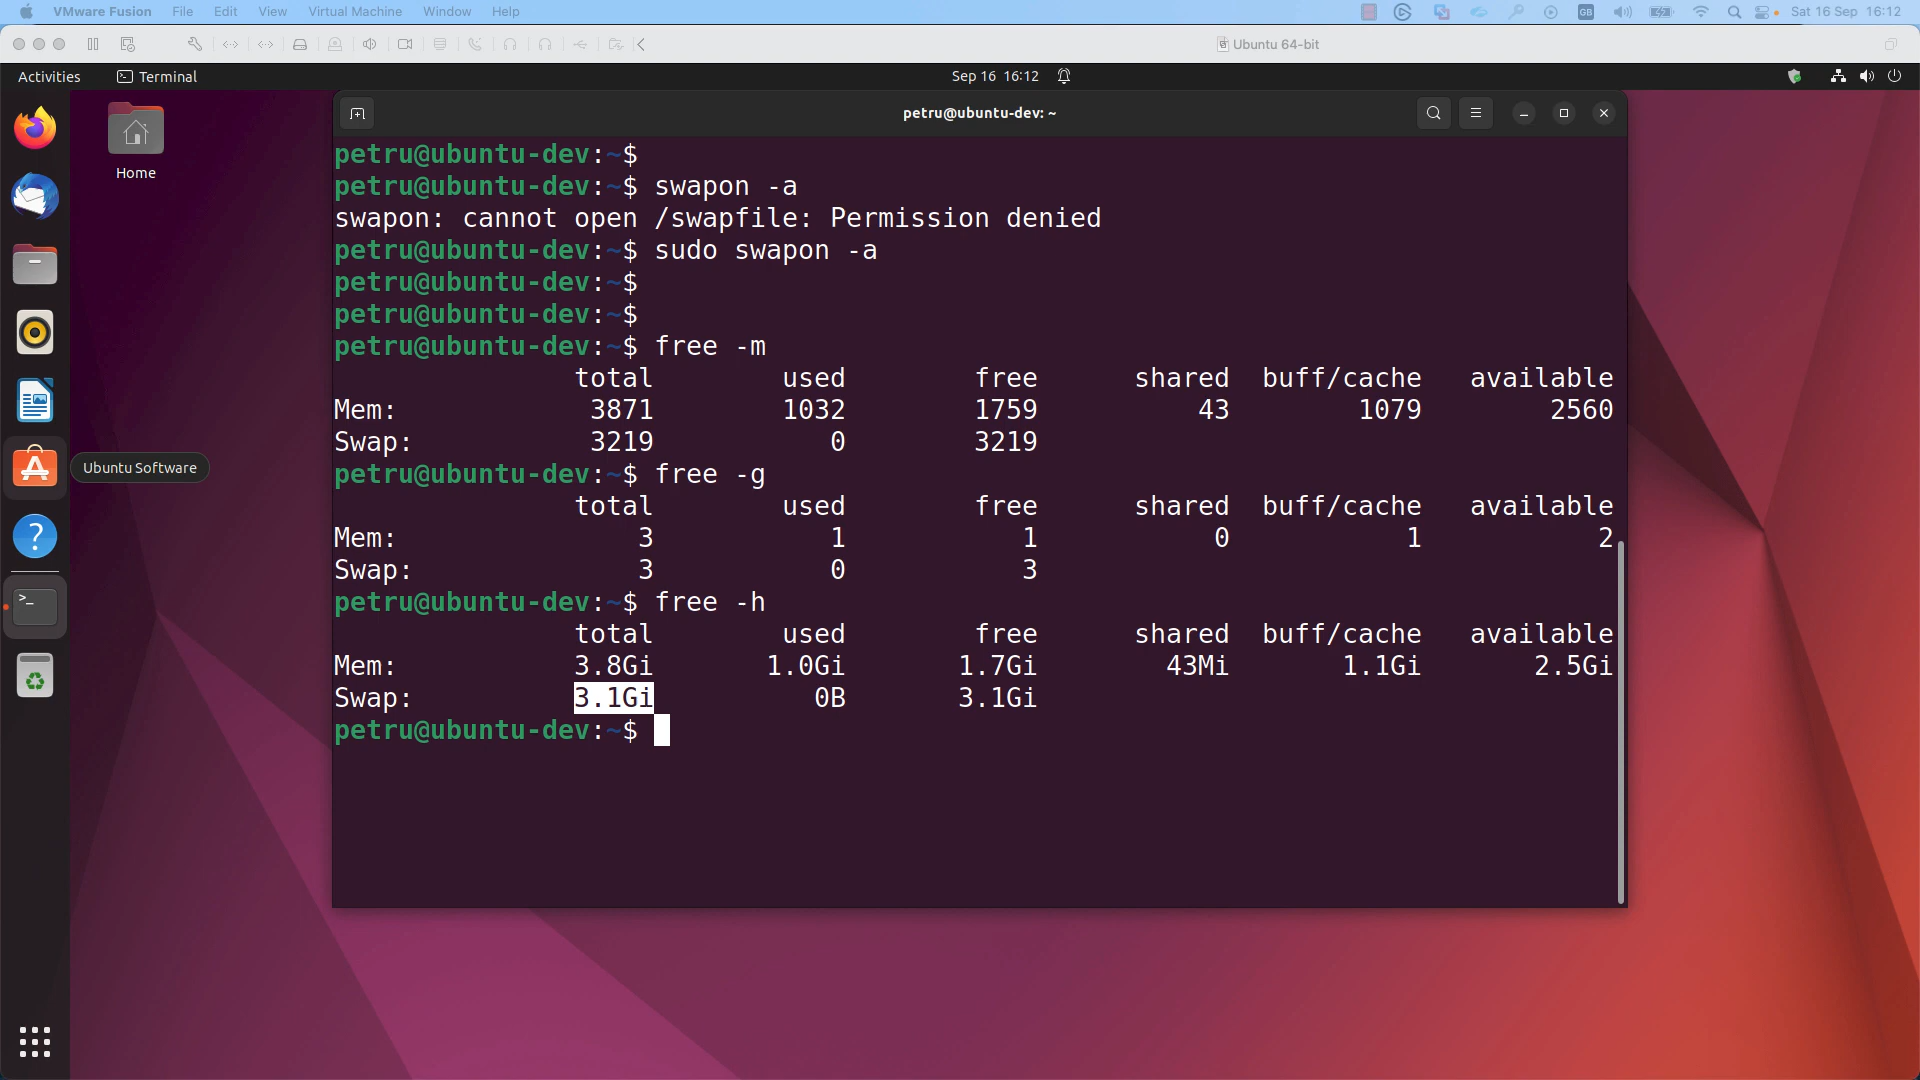 VMware Fusion File Edit View Virtual Machine Window Help GB Sat 16 Sep 16:12
Ubuntu 64-bit
Activities Terminal Sep 16 16:12
petru@ubuntu-dev: ~
Home
petru@ubuntu-dev:~$
petru@ubuntu-dev:~$ swapon -a
swapon: cannot open /swapfile: Permission denied
petru@ubuntu-dev:~$ sudo swapon -a
petru@ubuntu-dev:~$
petru@ubuntu-dev:~$
petru@ubuntu-dev:~$ free -m
total used free shared buff/cache available
Mem: 3871 1032 1759 43 1079 2560
Swap: 3219 0 3219
petru@ubuntu-dev:~$ free -g
Ubuntu Software
total used free shared buff/cache available
Mem: 3 1 1 0 1 2
Swap: 3 0 3
petru@ubuntu-dev:~$ free -h
total used free shared buff/cache available
Mem: 3.8Gi 1.0Gi 1.7Gi 43Mi 1.1Gi 2.5Gi
Swap: 3.1Gi 0B 3.1Gi
petru@ubuntu-dev:~$